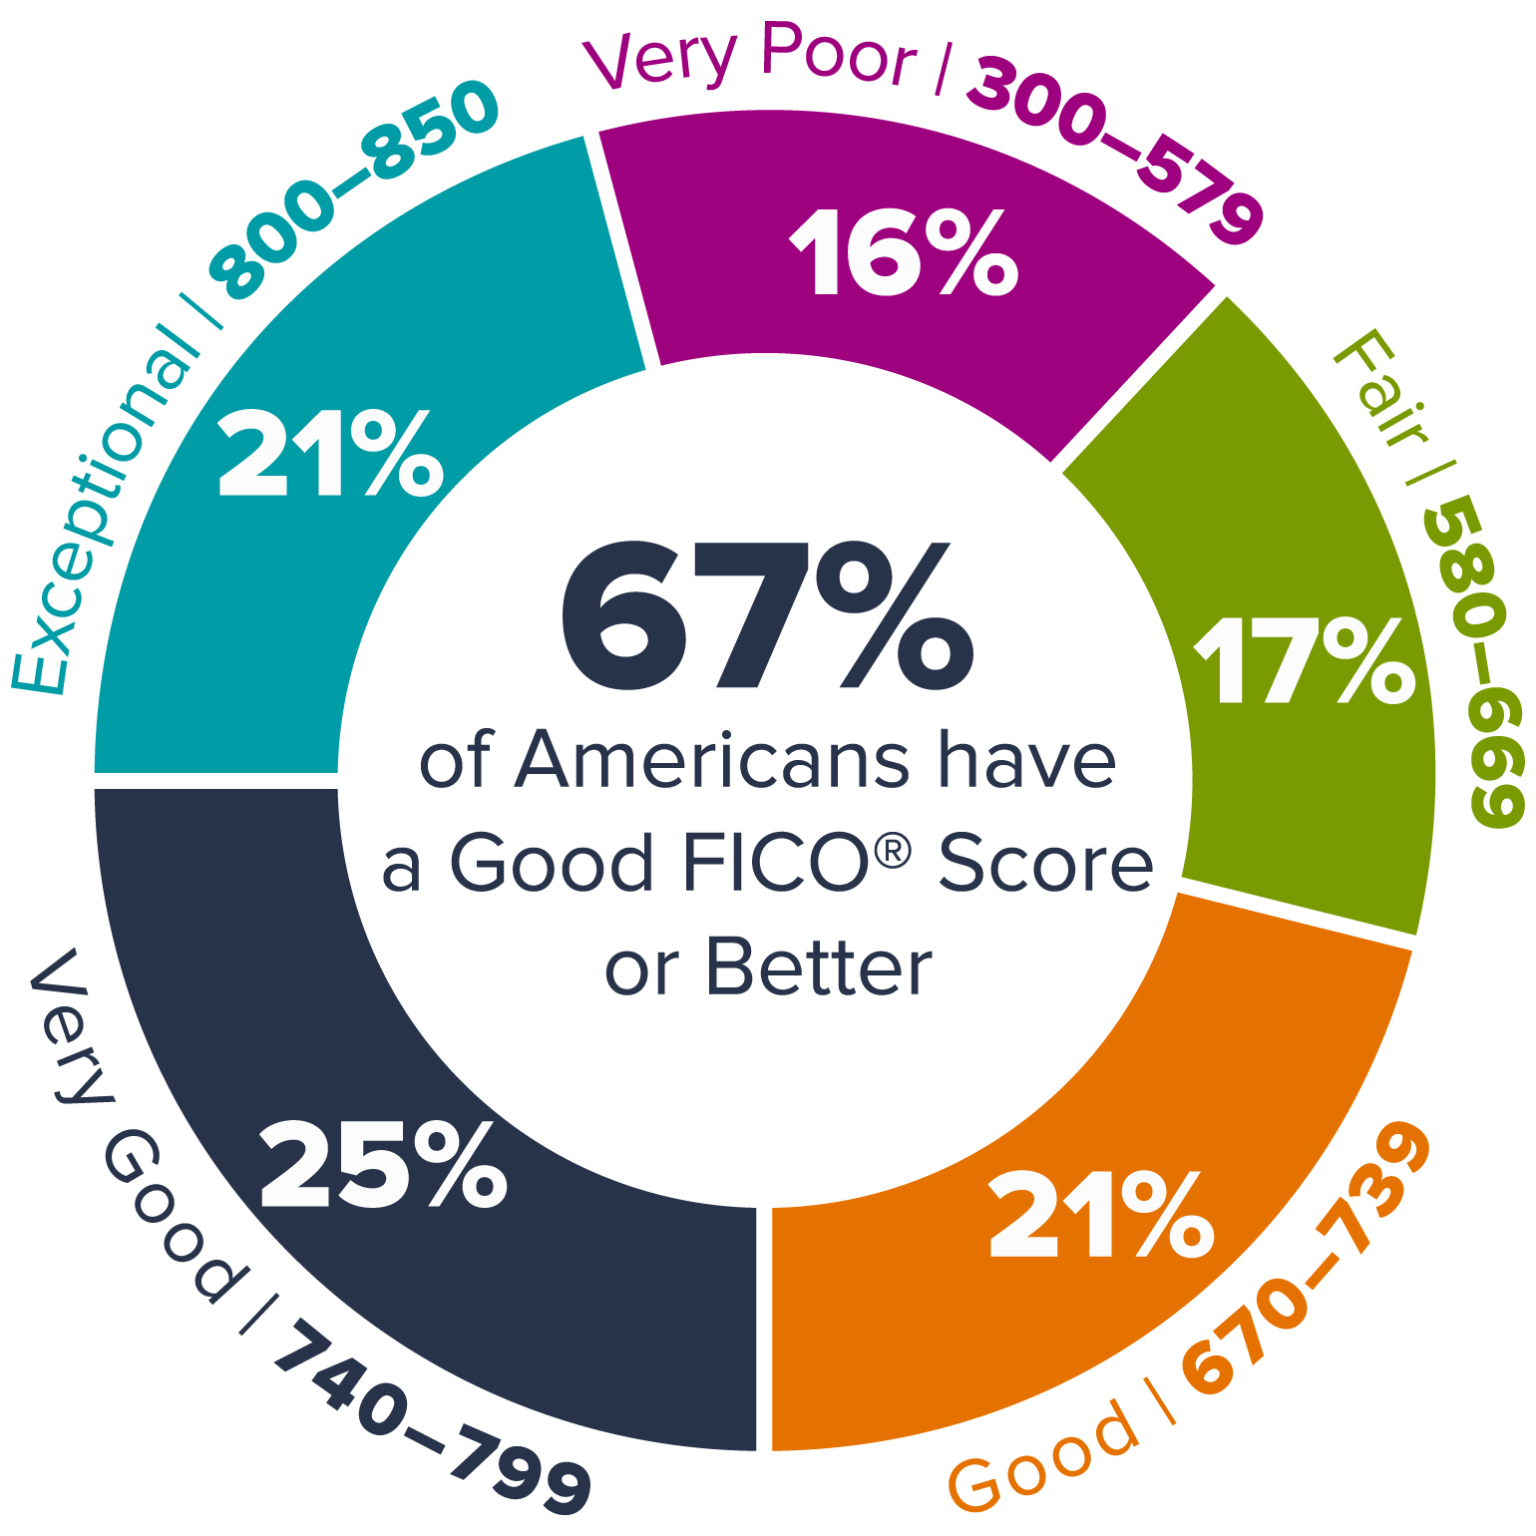 Very Poor | 300–579
16%
Exceptional | 800–850
21%
Fair | 580–669
17%
67%
of Americans have
a Good FICO® Score
or Better
Very Good | 740–799
25%
Good | 670–739
21%